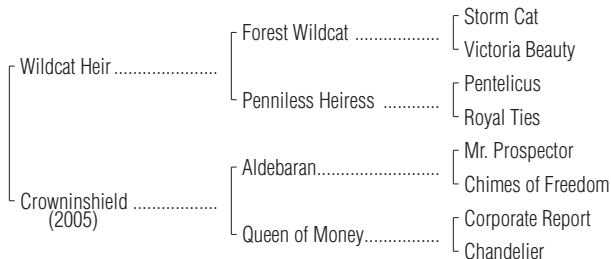 Storm Cat
Forest Wildcat ..................
Victoria Beauty
Wildcat Heir ......................
Pentelicus
Penniless Heiress ............
Royal Ties
Mr. Prospector
Aldebaran.......................
Chimes of Freedom
Crowninshield ..................
(2005)
Corporate Report
Queen of Money...............
Chandelier